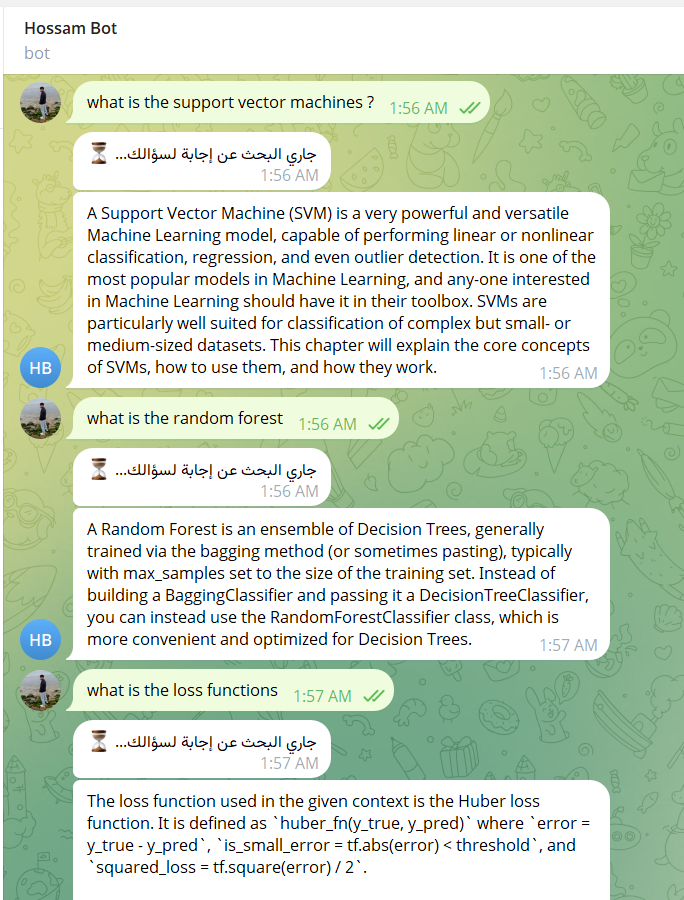 Hossam Bot
bot
what is the support vector machines ? 1:56 AM
جاري البحث عن إجابة لسؤالك... ⏳
1:56 AM
A Support Vector Machine (SVM) is a very powerful and versatile
Machine Learning model, capable of performing linear or nonlinear
classification, regression, and even outlier detection. It is one of the
most popular models in Machine Learning, and any-one interested
in Machine Learning should have it in their toolbox. SVMs are
particularly well suited for classification of complex but small- or
medium-sized datasets. This chapter will explain the core concepts
of SVMs, how to use them, and how they work. 1:56 AM
HB
what is the random forest 1:56 AM
جاري البحث عن إجابة لسؤالك... ⏳
1:56 AM
A Random Forest is an ensemble of Decision Trees, generally
trained via the bagging method (or sometimes pasting), typically
with max_samples set to the size of the training set. Instead of
building a BaggingClassifier and passing it a DecisionTreeClassifier,
you can instead use the RandomForestClassifier class, which is
more convenient and optimized for Decision Trees. 1:57 AM
HB
what is the loss functions 1:57 AM
جاري البحث عن إجابة لسؤالك... ⏳
1:57 AM
The loss function used in the given context is the Huber loss
function. It is defined as `huber_fn(y_true, y_pred)` where `error =
y_true - y_pred`, `is_small_error = tf.abs(error) < threshold`, and
`squared_loss = tf.square(error) / 2`.